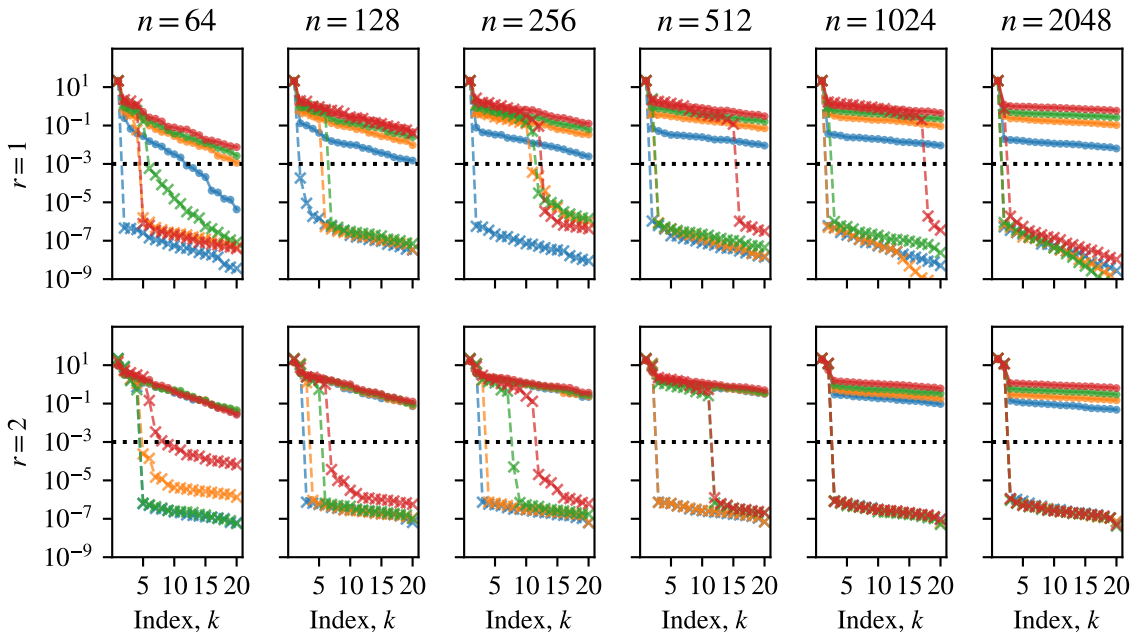 n = 64 n = 128 n = 256 n = 512 n = 1024 n = 2048
r = 1
10^1
10^-1
10^-3
10^-5
10^-7
10^-9
r = 2
10^1
10^-1
10^-3
10^-5
10^-7
10^-9
5 10 15 20 5 10 15 20 5 10 15 20 5 10 15 20 5 10 15 20 5 10 15 20
Index, k Index, k Index, k Index, k Index, k Index, k